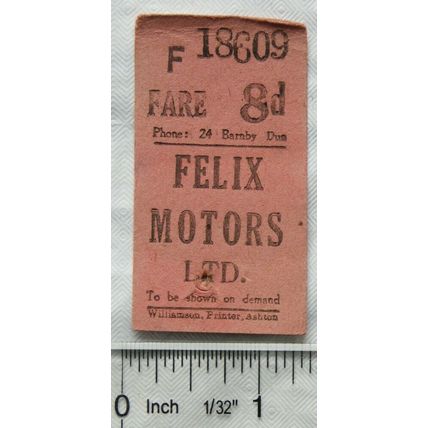 F 18609
FARE 8d
Phone: 24 Barnby Dun
FELIX
MOTORS
LTD.
To be shown on demand
Williamson, Printer, Ashton
0 Inch 1/32" 1